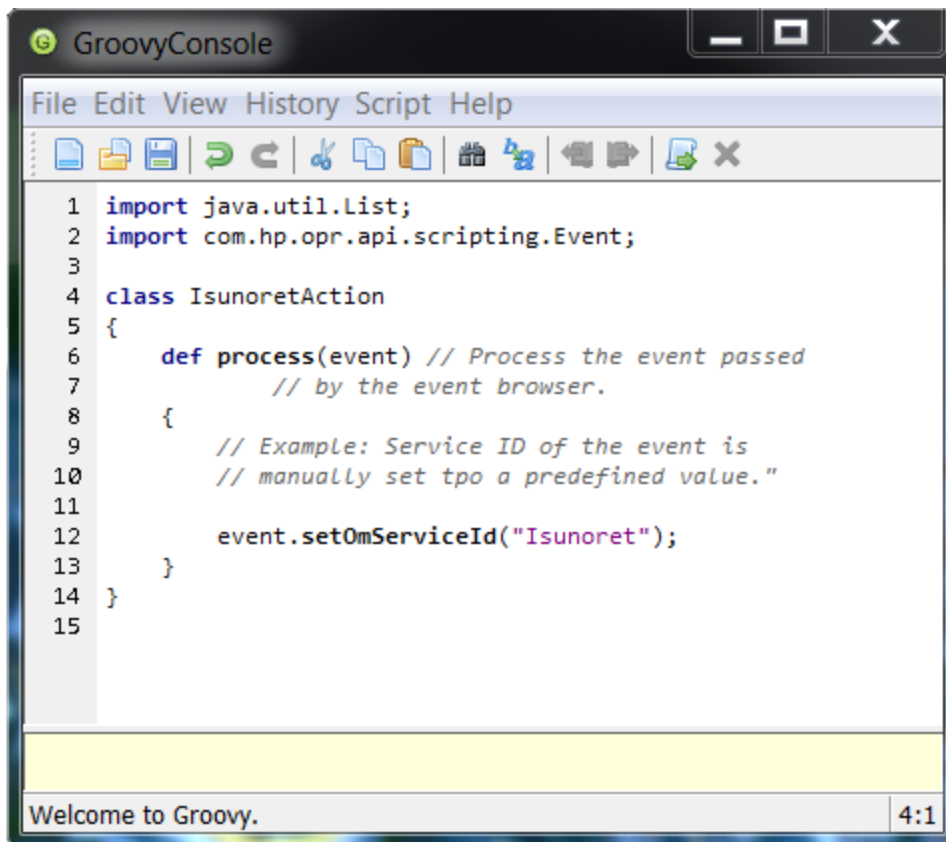 GroovyConsole
File Edit View History Script Help
1 import java.util.List;
2 import com.hp.opr.api.scripting.Event;
3
4 class IsunoretAction
5 {
6     def process(event) // Process the event passed
7             // by the event browser.
8     {
9         // Example: Service ID of the event is
10         // manually set tpo a predefined value."
11
12         event.setOmServiceId("Isunoret");
13     }
14 }
15
Welcome to Groovy. 4:1